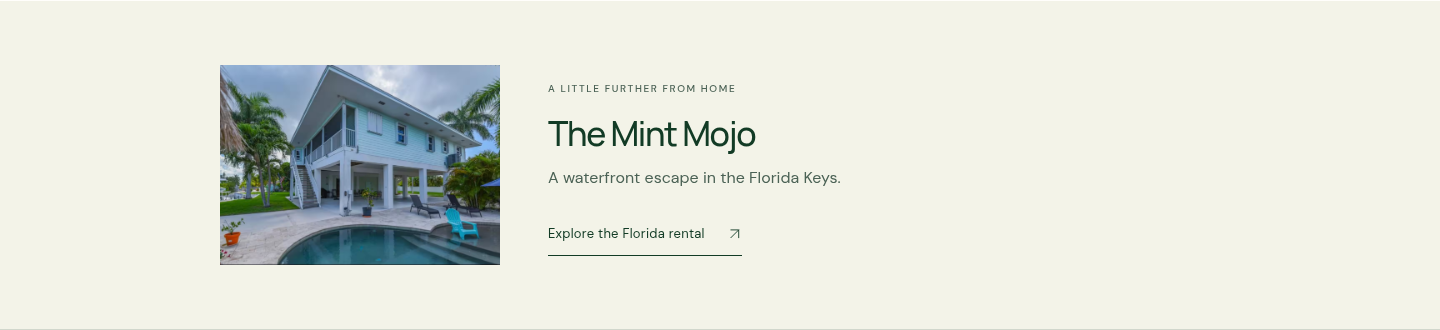 A LITTLE FURTHER FROM HOME
The Mint Mojo
A waterfront escape in the Florida Keys.
Explore the Florida rental